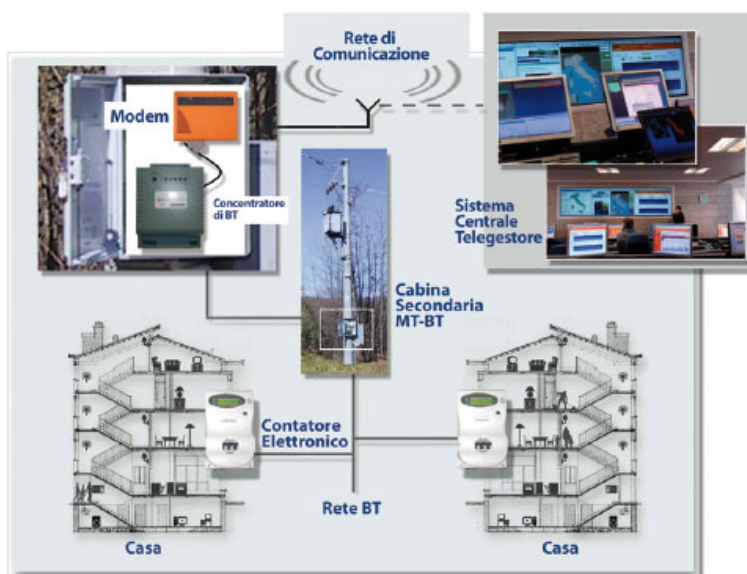 Rete di
Comunicazione
Modem
Concentratore
di BT
Sistema
Centrale
Telegestore
Cabina
Secondaria
MT-BT
Contatore
Elettronico
Rete BT
Casa
Casa